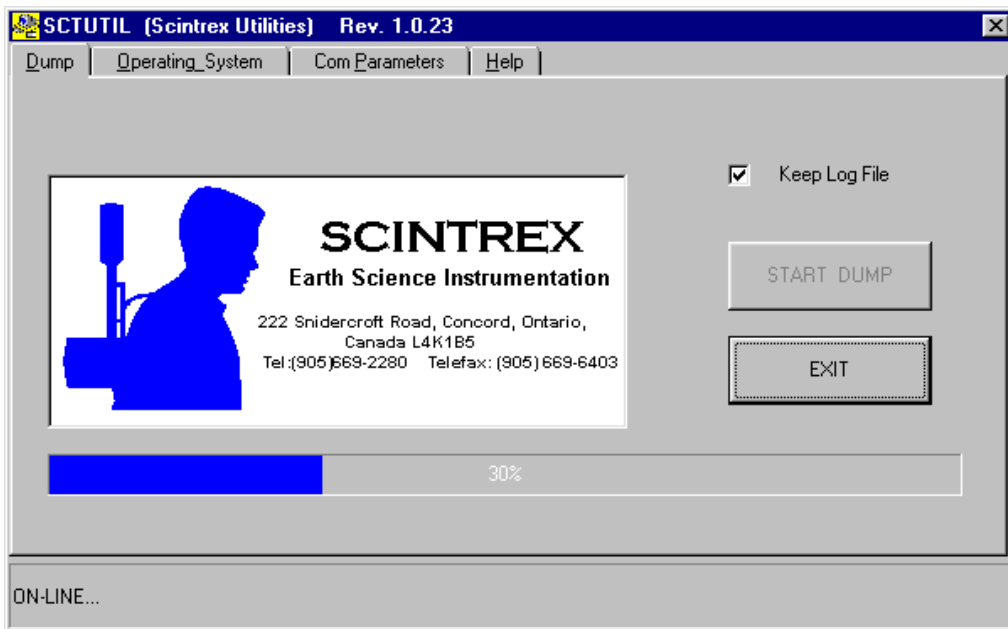 SCTUTIL (Scintrex Utilities) Rev. 1.0.23
Dump Operating_System Com Parameters Help
Keep Log File
SCINTREX
Earth Science Instrumentation
222 Snidercroft Road, Concord, Ontario,
Canada L4K1B5
Tel:(905)669-2280 Telefax: (905) 669-6403
START DUMP
EXIT
30%
ON-LINE...